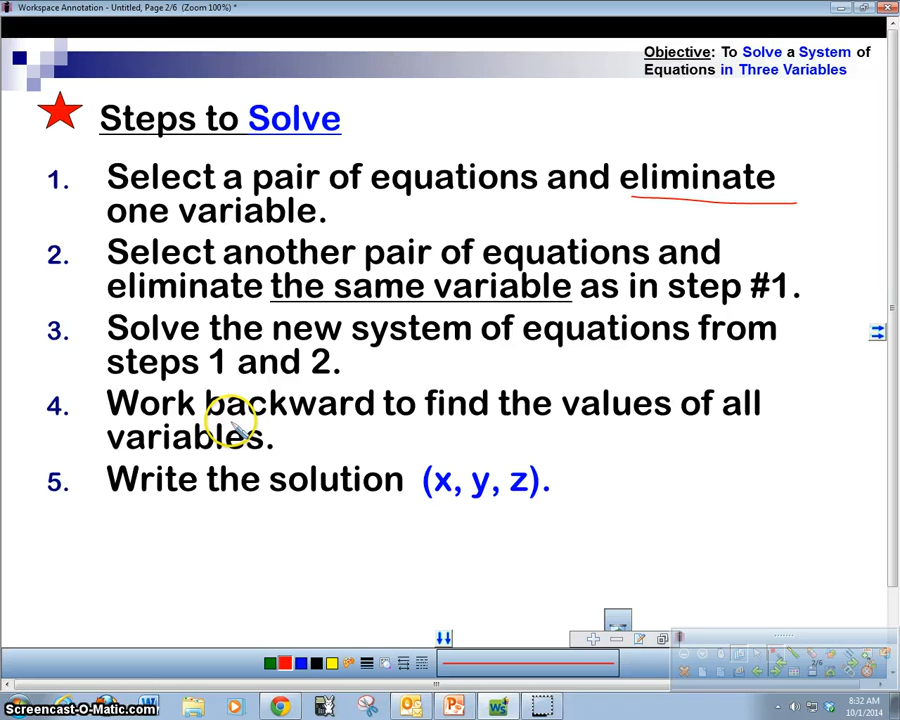 Workspace Annotation - Untitled, Page 2/6 (Zoom 100%) *
Objective: To Solve a System of
Equations in Three Variables
Steps to Solve
1. Select a pair of equations and eliminate
one variable.
2. Select another pair of equations and
eliminate the same variable as in step #1.
3. Solve the new system of equations from
steps 1 and 2.
4. Work backward to find the values of all
variables.
5. Write the solution (x, y, z).
2/6
Screencast-O-Matic.com
8:32 AM
10/1/2014